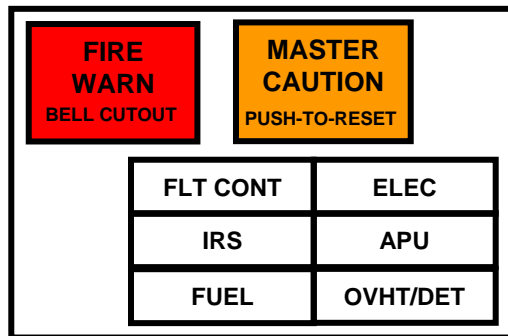 FIRE
WARN
BELL CUTOUT
MASTER
CAUTION
PUSH-TO-RESET
FLT CONT ELEC
IRS APU
FUEL OVHT/DET